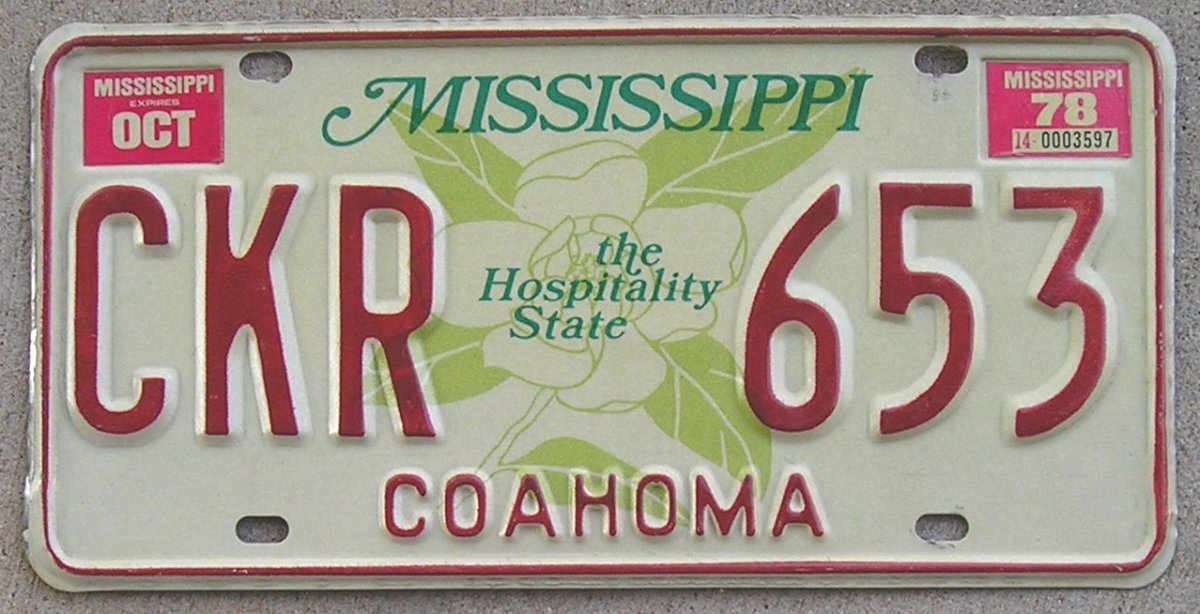 MISSISSIPPI
EXPIRES
OCT
MISSISSIPPI
MISSISSIPPI
78
14-0003597
CKR 653
the
Hospitality
State
COAHOMA